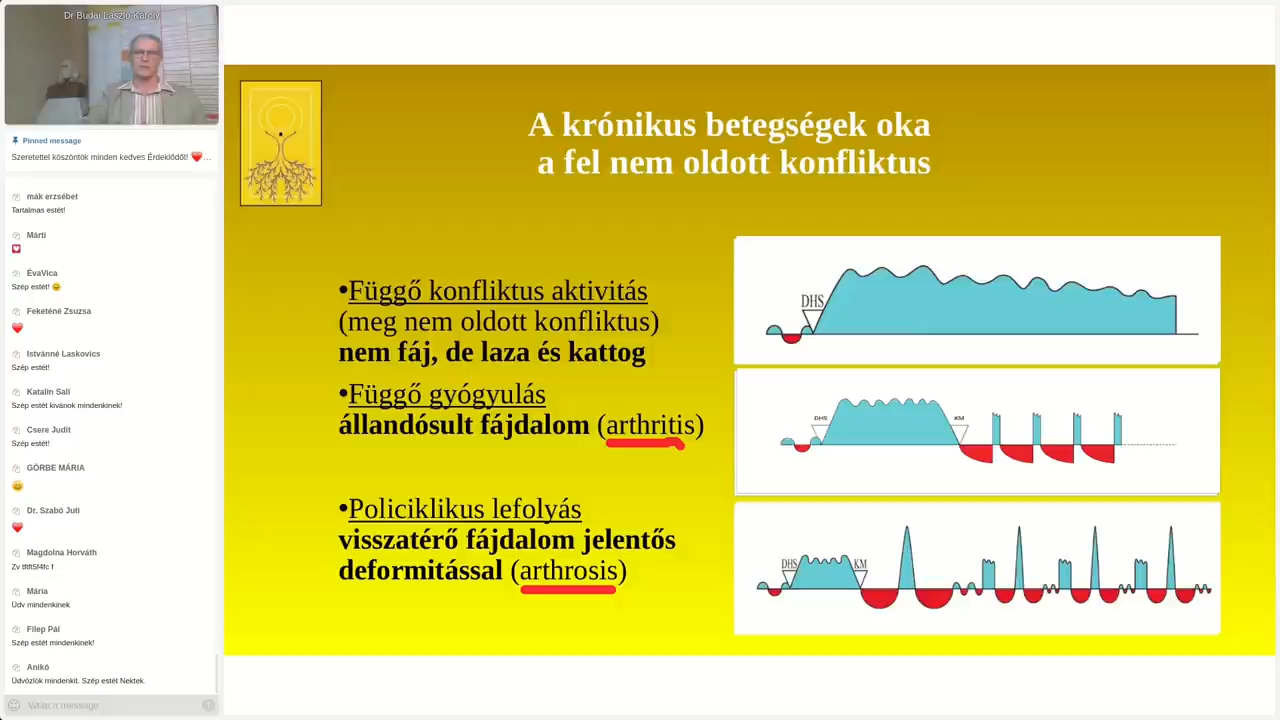 Dr Budai László Károly
Pinned message
Szeretettel köszöntök minden kedves Érdeklődőt! ❤️...
mák erzsébet
Tartalmas estét!
Márti
ÉvaVica
Szép estét! 😊
Feketéné Zsuzsa
❤️
Istvánné Laskovics
Szép estét!
Katalin Sali
Szép estét kívánok mindenkinek!
Csere Judit
Szép estét!
GÖRBE MÁRIA
😊
Dr. Szabó Juti
❤️
Magdolna Horváth
Mária
Üdv mindenkinek
Filep Pál
Szép estét mindenkinek!
Anikó
Üdvözlök mindenkit. Szép estét Nektek.
Write a message
A krónikus betegségek oka
a fel nem oldott konfliktus
•Függő konfliktus aktivitás
(meg nem oldott konfliktus)
nem fáj, de laza és kattog
•Függő gyógyulás
állandósult fájdalom (arthritis)
•Policiklikus lefolyás
visszatérő fájdalom jelentős
deformitással (arthrosis)
DHS
DHS KM
DHS KM